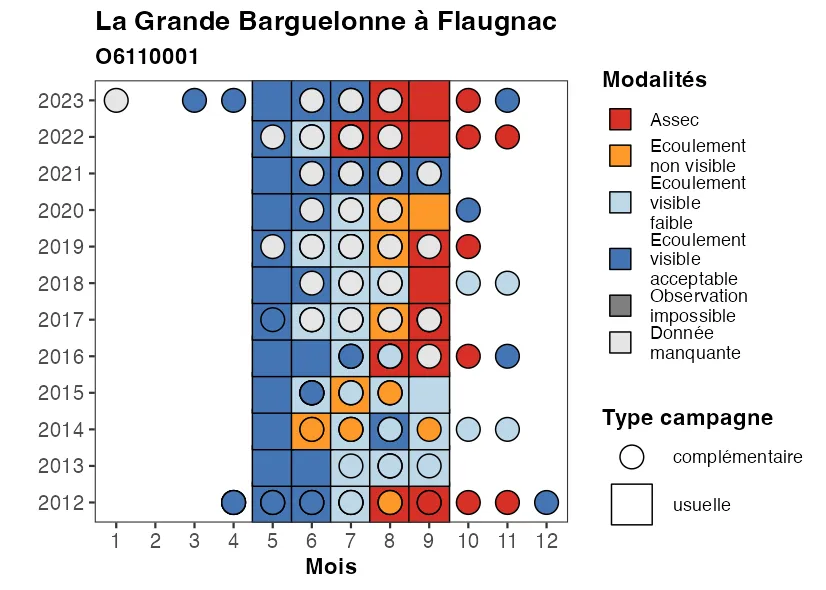 La Grande Barguelonne à Flaugnac
O6110001
2023
2022
2021
2020
2019
2018
2017
2016
2015
2014
2013
2012
1 2 3 4 5 6 7 8 9 10 11 12
Mois
Modalités
Assec
Ecoulement
non visible
Ecoulement
visible
faible
Ecoulement
visible
acceptable
Observation
impossible
Donnée
manquante
Type campagne
complémentaire
usuelle